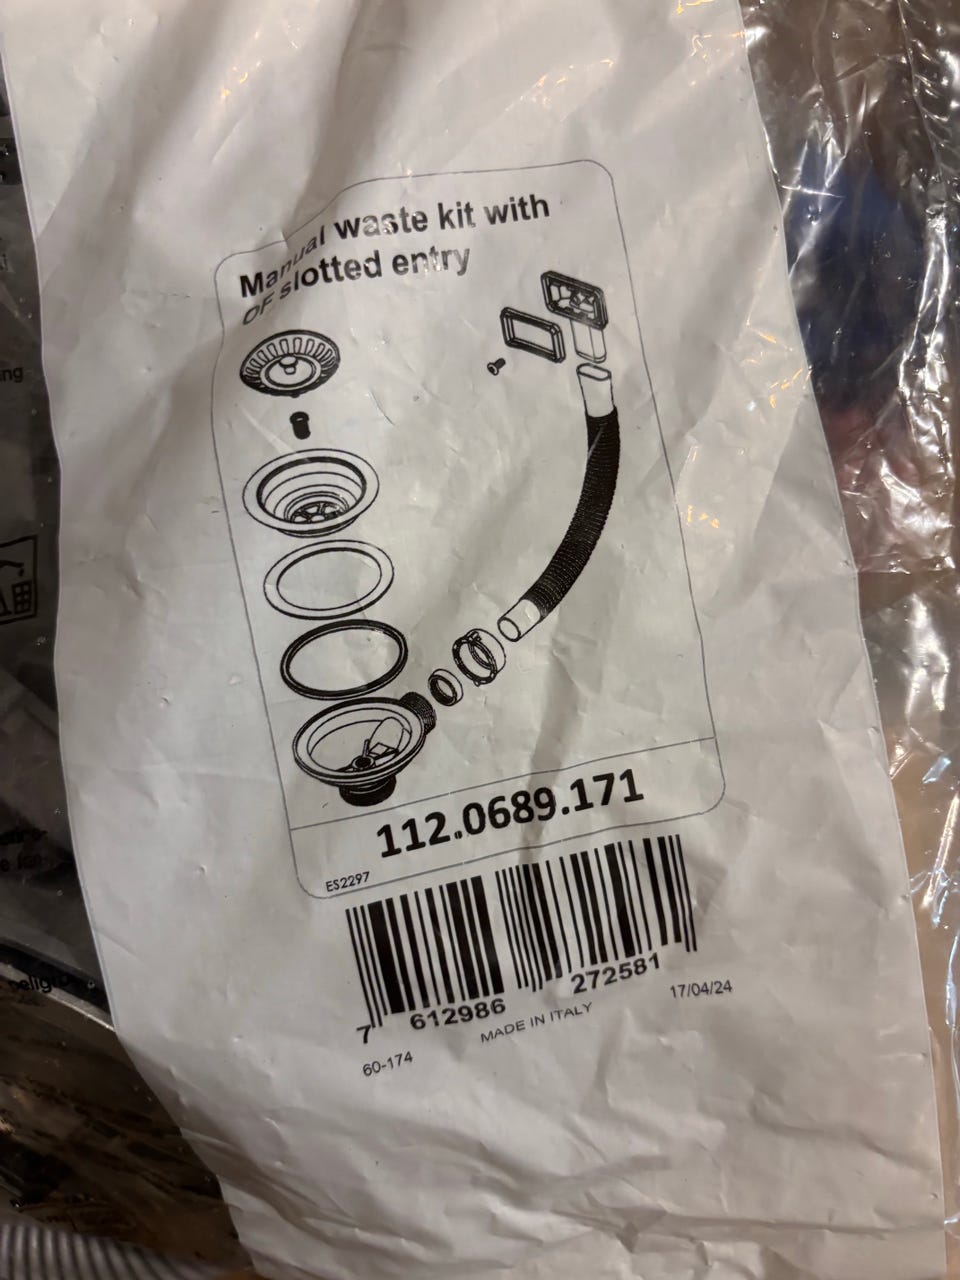 Manual waste kit with
OF slotted entry
112.0689.171
ES2297
7 612986 272581
60-174
MADE IN ITALY
17/04/24